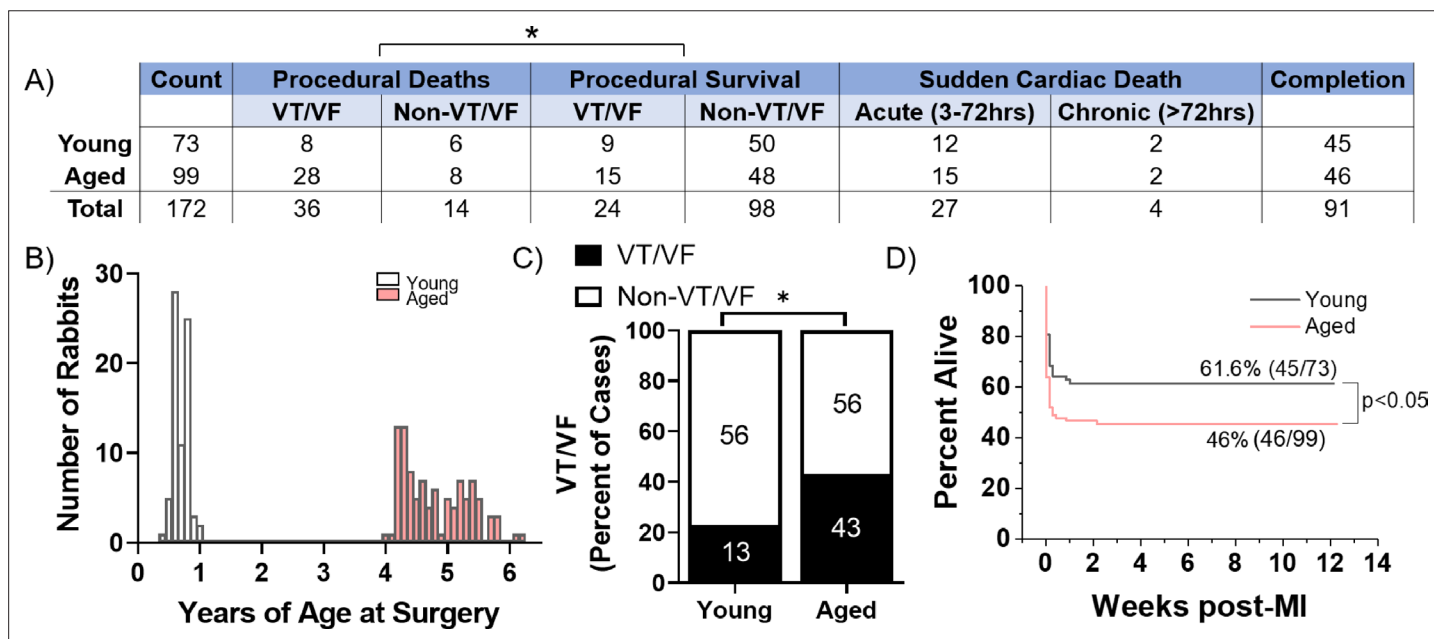 *
A)
Count Procedural Deaths Procedural Survival Sudden Cardiac Death Completion
VT/VF Non-VT/VF VT/VF Non-VT/VF Acute (3-72hrs) Chronic (>72hrs)
Young 73 8 6 9 50 12 2 45
Aged 99 28 8 15 48 15 2 46
Total 172 36 14 24 98 27 4 91
B)
Number of Rabbits
30
20
10
0
0 1 2 3 4 5 6
Years of Age at Surgery
Young
Aged
C)
VT/VF
Non-VT/VF
*
VT/VF
(Percent of Cases)
100
80
60
40
20
0
56
13
56
43
Young Aged
D)
Percent Alive
100
80
60
40
20
0
Young
Aged
61.6% (45/73)
p<0.05
46% (46/99)
0 2 4 6 8 10 12 14
Weeks post-MI